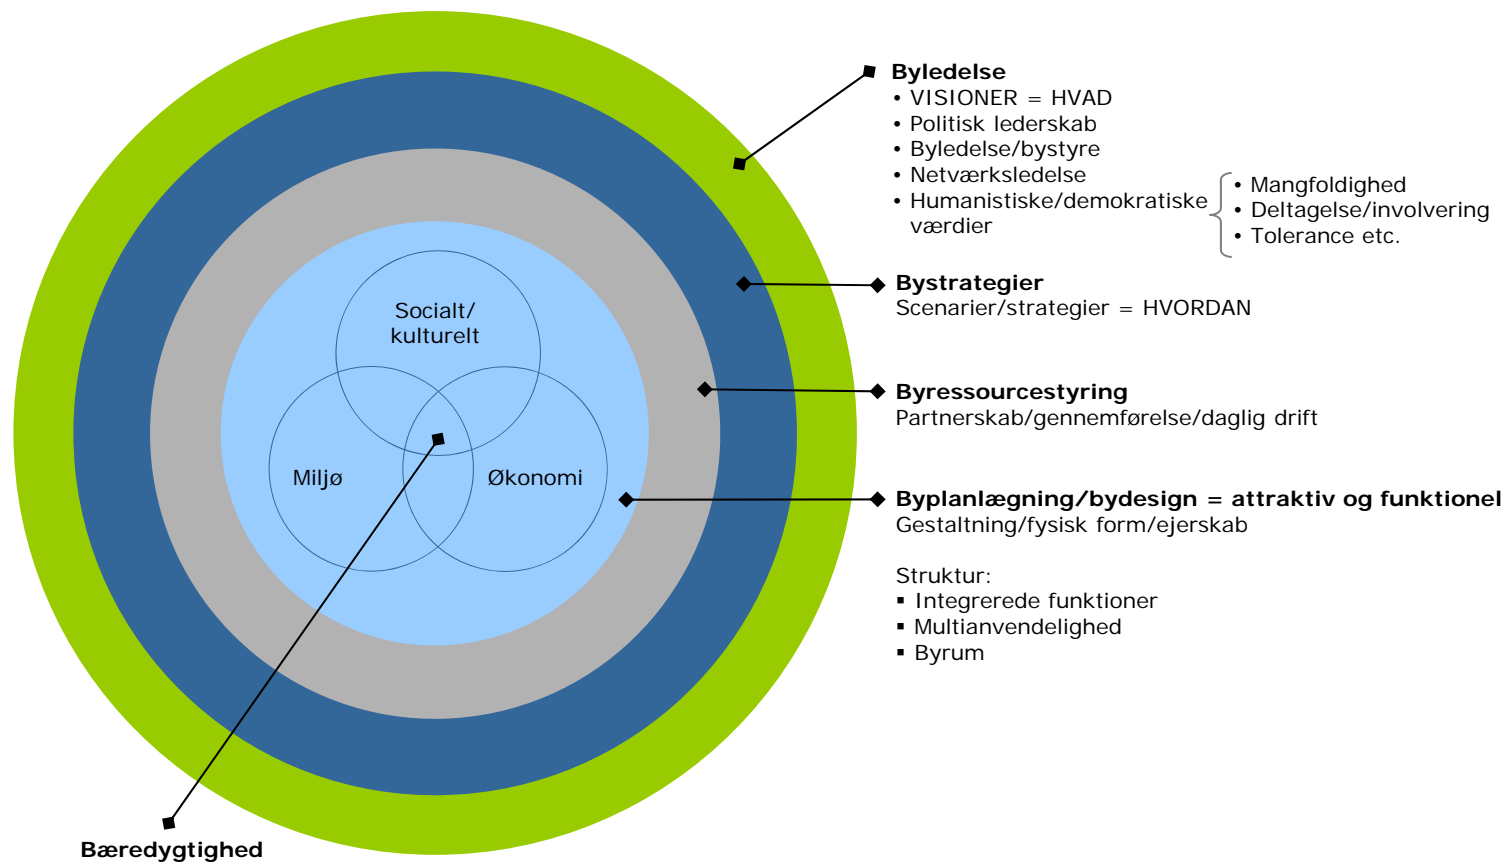 Byledelse
• VISIONER = HVAD
• Politisk lederskab
• Byledelse/bystyre
• Netværksledelse
• Humanistiske/demokratiske
værdier
• Mangfoldighed
• Deltagelse/involvering
• Tolerance etc.
Bystrategier
Scenarier/strategier = HVORDAN
Socialt/
kulturelt
Byressourcestyring
Partnerskab/gennemførelse/daglig drift
Miljø
Økonomi
Byplanlægning/bydesign = attraktiv og funktionel
Gestaltning/fysisk form/ejerskab
Struktur:
▪ Integrerede funktioner
▪ Multianvendelighed
▪ Byrum
Bæredygtighed